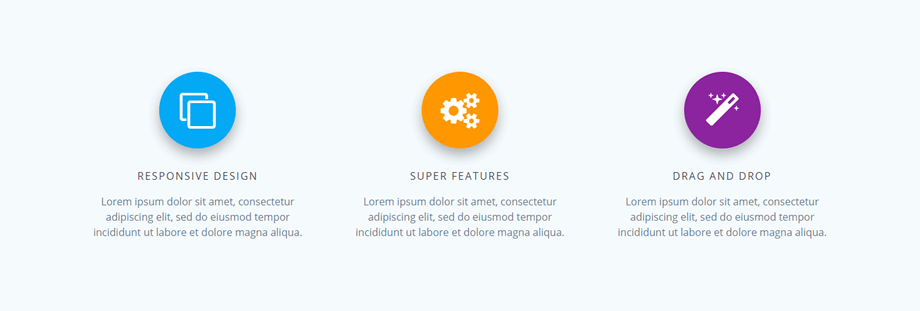 RESPONSIVE DESIGN
Lorem ipsum dolor sit amet, consectetur
adipiscing elit, sed do eiusmod tempor
incididunt ut labore et dolore magna aliqua.
SUPER FEATURES
Lorem ipsum dolor sit amet, consectetur
adipiscing elit, sed do eiusmod tempor
incididunt ut labore et dolore magna aliqua.
DRAG AND DROP
Lorem ipsum dolor sit amet, consectetur
adipiscing elit, sed do eiusmod tempor
incididunt ut labore et dolore magna aliqua.